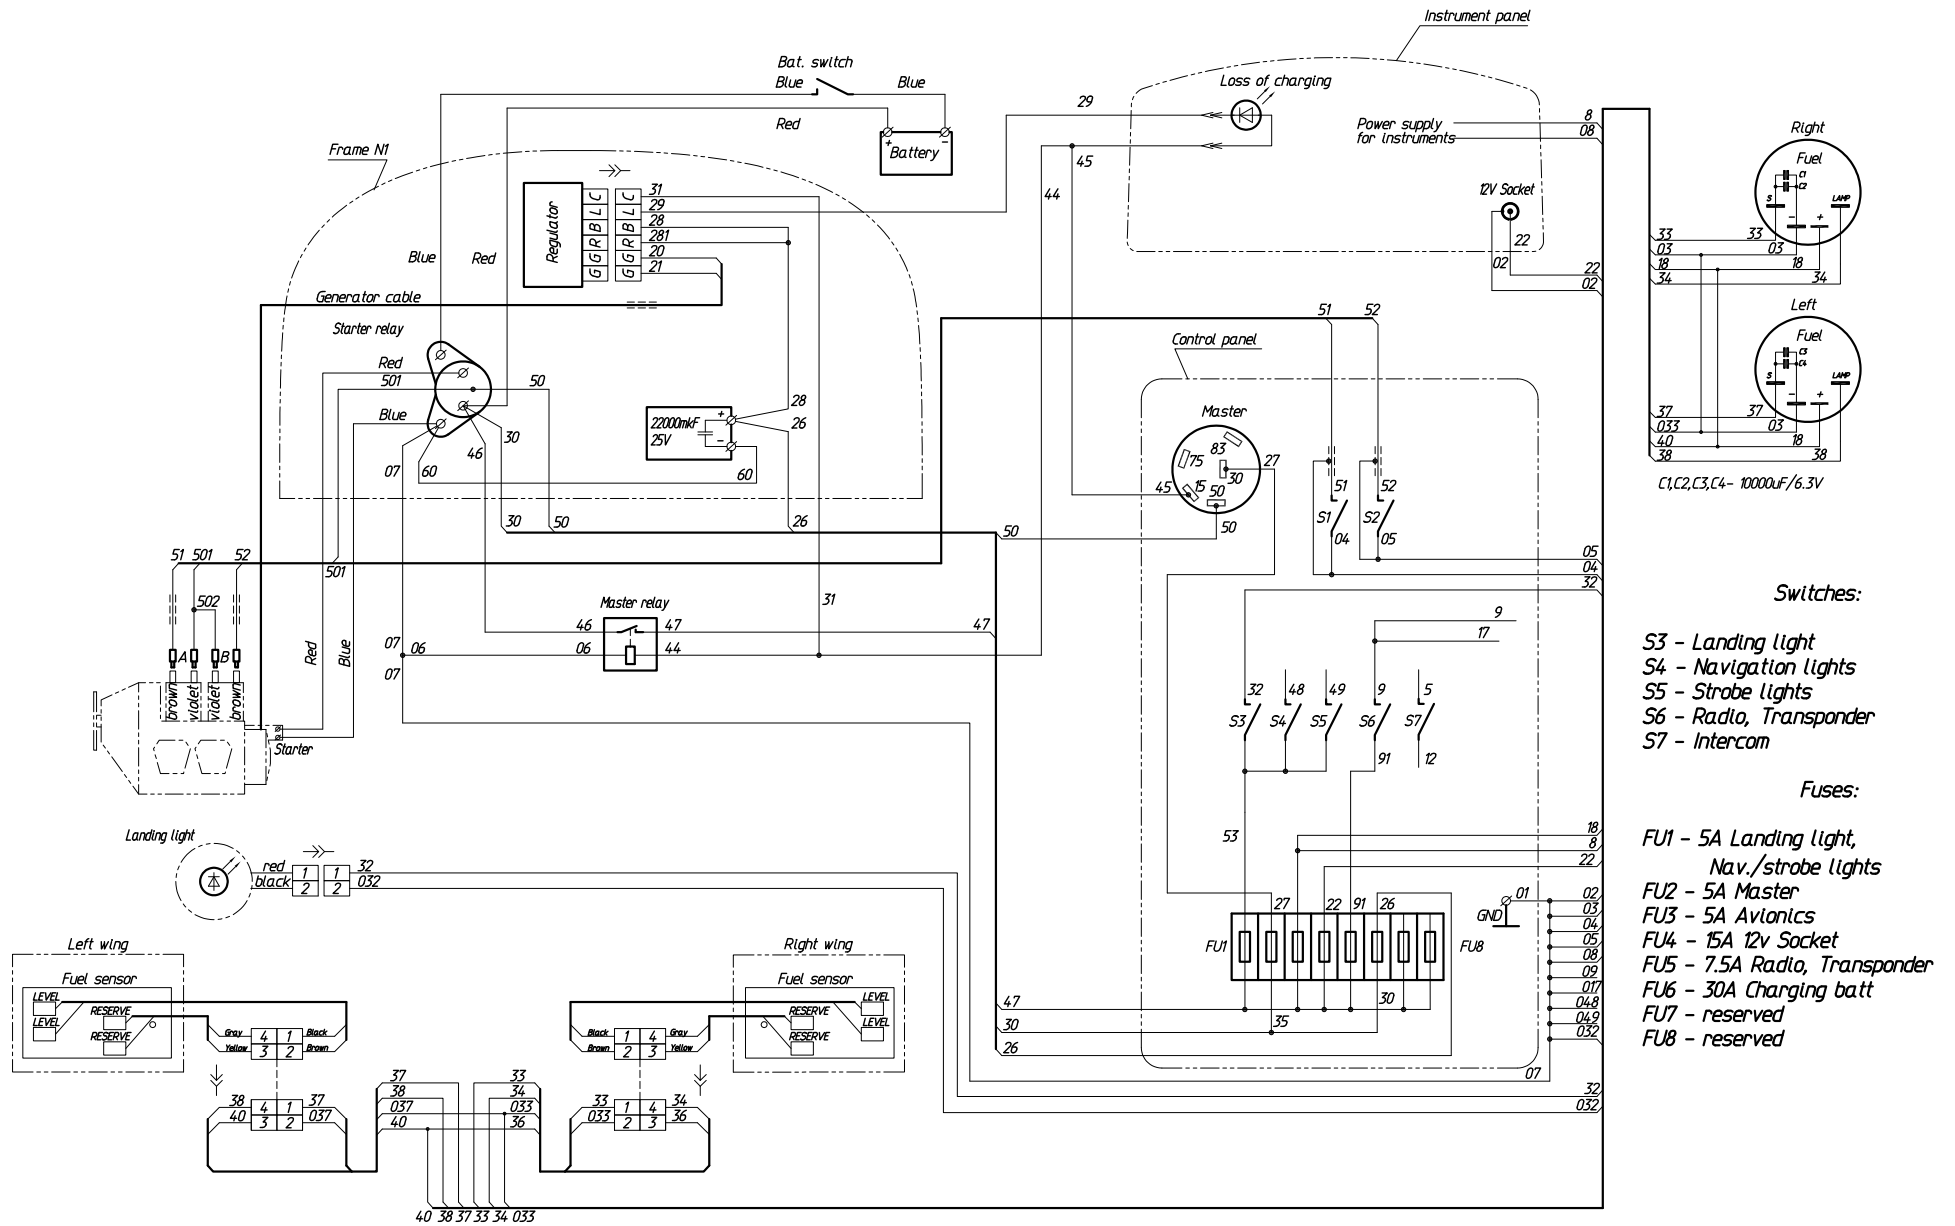 Instrument panel
Bat. switch
Blue
Blue
Red
Battery
+
-
Loss of charging
29
45
44
Power supply
for instruments
8
08
12V Socket
22
02
22
02
Right
Fuel
C1
C2
S
LAMP
-
+
33
33
03
03
18
18
34
34
Left
Fuel
C3
C4
S
LAMP
-
+
37
37
033
03
40
18
38
38
C1,C2,C3,C4- 10000uF/6.3V
Frame N1
Regulator
C
L
B
R
G
G
C
L
B
R
G
G
31
29
28
281
20
21
Blue
Red
Generator cable
Starter relay
Red
501
Blue
50
30
46
07
60
22000mkF
25V
+
-
28
26
60
30
50
26
51
501
52
501
502
A
B
brown
violet
violet
brown
Starter
Red
Blue
07
06
07
Master relay
46
47
06
44
31
47
50
51
52
Control panel
Master
83
75
30
15
50
27
45
50
51
52
S1
S2
04
05
05
04
32
9
17
32
48
49
9
5
S3
S4
S5
S6
S7
91
12
53
18
8
22
27
22
91
26
FU1
FU8
GND
01
02
03
04
05
08
09
017
048
049
032
47
30
30
35
26
07
32
032
Switches:
S3 - Landing light
S4 - Navigation lights
S5 - Strobe lights
S6 - Radio, Transponder
S7 - Intercom
Fuses:
FU1 - 5A Landing light,
Nav./strobe lights
FU2 - 5A Master
FU3 - 5A Avionics
FU4 - 15A 12v Socket
FU5 - 7.5A Radio, Transponder
FU6 - 30A Charging batt
FU7 - reserved
FU8 - reserved
Landing light
red
black
1
2
1
2
32
032
Left wing
Fuel sensor
LEVEL
LEVEL
RESERVE
RESERVE
Gray
4
1
Black
Yellow
3
2
Brown
38
4
1
37
40
3
2
037
37
38
037
40
33
34
033
36
40
38
37
33
34
033
Right wing
Fuel sensor
LEVEL
LEVEL
RESERVE
RESERVE
Black
1
4
Gray
Brown
2
3
Yellow
33
1
4
34
033
2
3
36